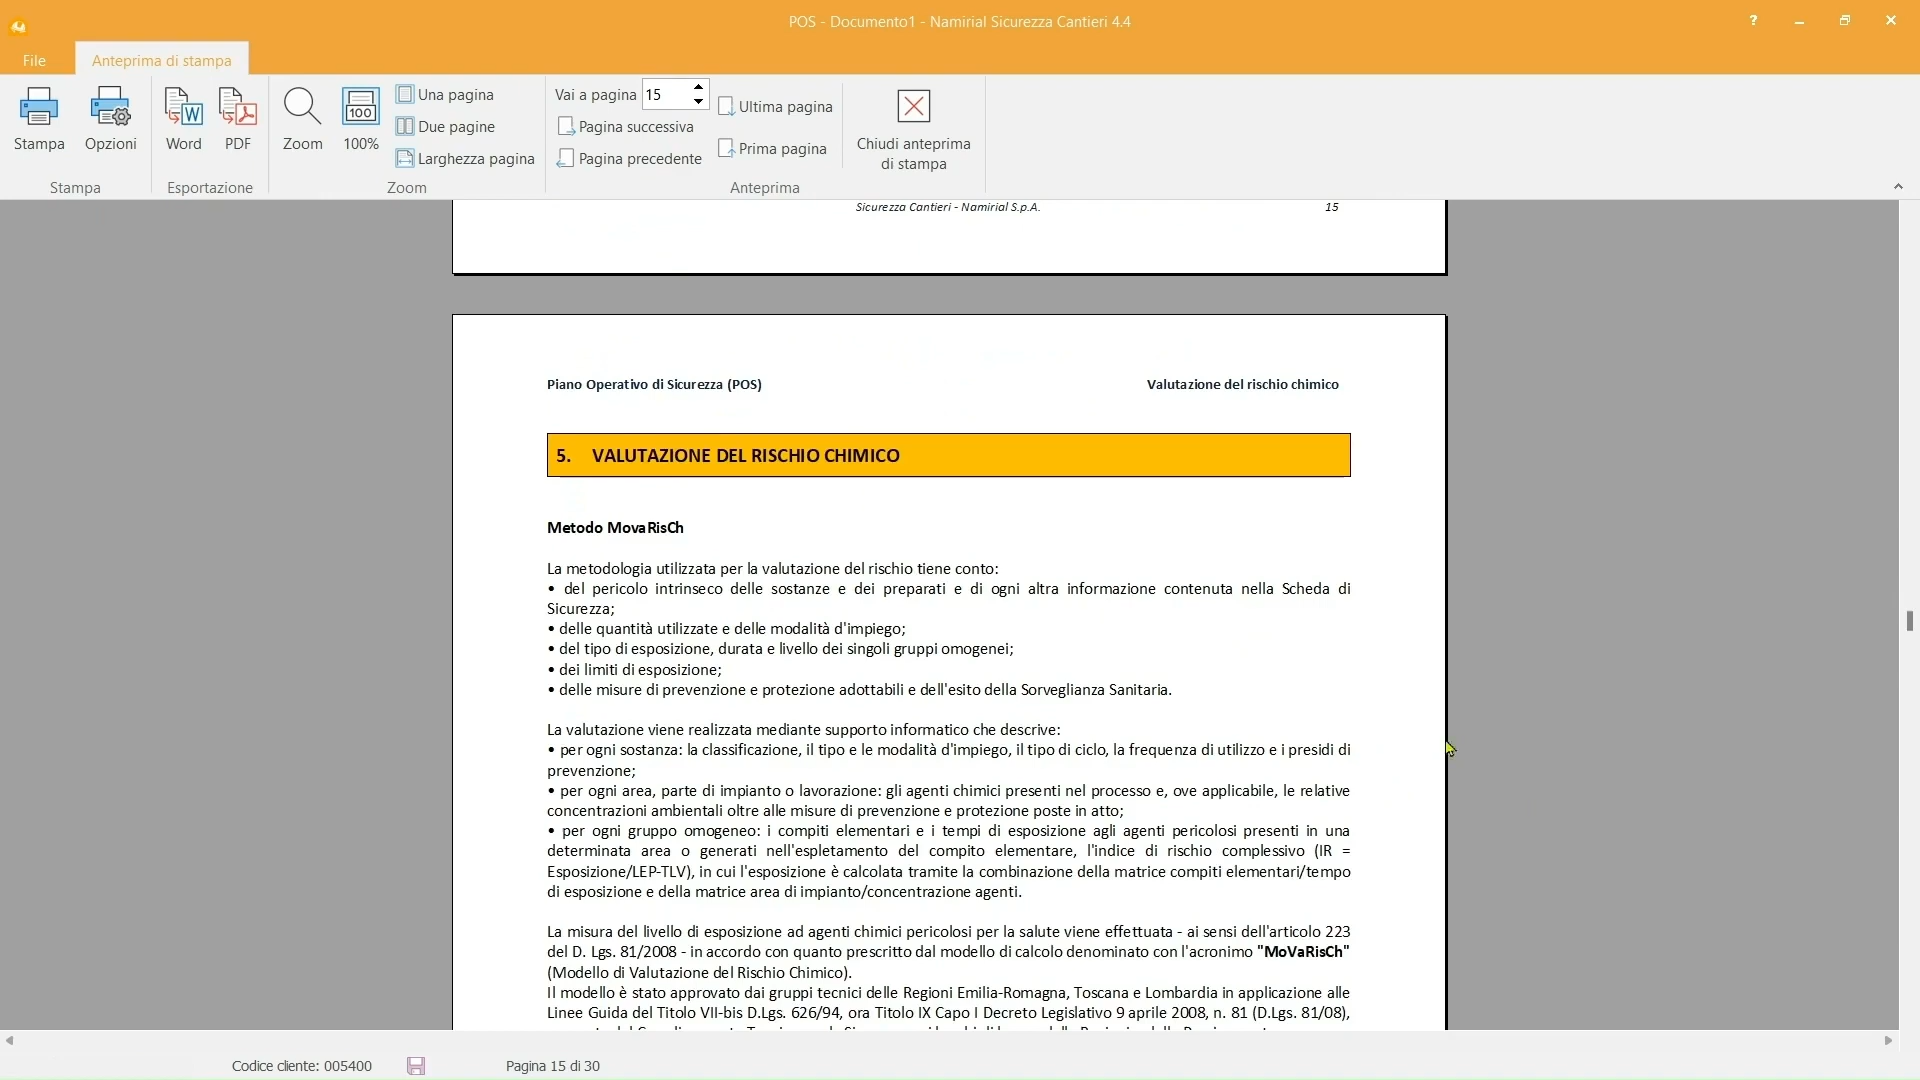 POS - Documento1 - Namirial Sicurezza Cantieri 4.4
File
Anteprima di stampa
Stampa
Opzioni
Stampa
Word
PDF
Esportazione
Zoom
100
100%
Una pagina
Due pagine
Larghezza pagina
Zoom
Vai a pagina 15
Pagina successiva
Pagina precedente
Ultima pagina
Prima pagina
Anteprima
Chiudi anteprima
di stampa
Sicurezza Cantieri - Namirial S.p.A. 15
Piano Operativo di Sicurezza (POS) Valutazione del rischio chimico
5. VALUTAZIONE DEL RISCHIO CHIMICO
Metodo MovaRisCh
La metodologia utilizzata per la valutazione del rischio tiene conto:
• del pericolo intrinseco delle sostanze e dei preparati e di ogni altra informazione contenuta nella Scheda di
Sicurezza;
• delle quantità utilizzate e delle modalità d'impiego;
• del tipo di esposizione, durata e livello dei singoli gruppi omogenei;
• dei limiti di esposizione;
• delle misure di prevenzione e protezione adottabili e dell'esito della Sorveglianza Sanitaria.
La valutazione viene realizzata mediante supporto informatico che descrive:
• per ogni sostanza: la classificazione, il tipo e le modalità d'impiego, il tipo di ciclo, la frequenza di utilizzo e i presidi di
prevenzione;
• per ogni area, parte di impianto o lavorazione: gli agenti chimici presenti nel processo e, ove applicabile, le relative
concentrazioni ambientali oltre alle misure di prevenzione e protezione poste in atto;
• per ogni gruppo omogeneo: i compiti elementari e i tempi di esposizione agli agenti pericolosi presenti in una
determinata area o generati nell'espletamento del compito elementare, l'indice di rischio complessivo (IR =
Esposizione/LEP-TLV), in cui l'esposizione è calcolata tramite la combinazione della matrice compiti elementari/tempo
di esposizione e della matrice area di impianto/concentrazione agenti.
La misura del livello di esposizione ad agenti chimici pericolosi per la salute viene effettuata - ai sensi dell'articolo 223
del D. Lgs. 81/2008 - in accordo con quanto prescritto dal modello di calcolo denominato con l'acronimo "MoVaRisCh"
(Modello di Valutazione del Rischio Chimico).
Il modello è stato approvato dai gruppi tecnici delle Regioni Emilia-Romagna, Toscana e Lombardia in applicazione alle
Linee Guida del Titolo VII-bis D.Lgs. 626/94, ora Titolo IX Capo I Decreto Legislativo 9 aprile 2008, n. 81 (D.Lgs. 81/08),
Codice cliente: 005400
Pagina 15 di 30